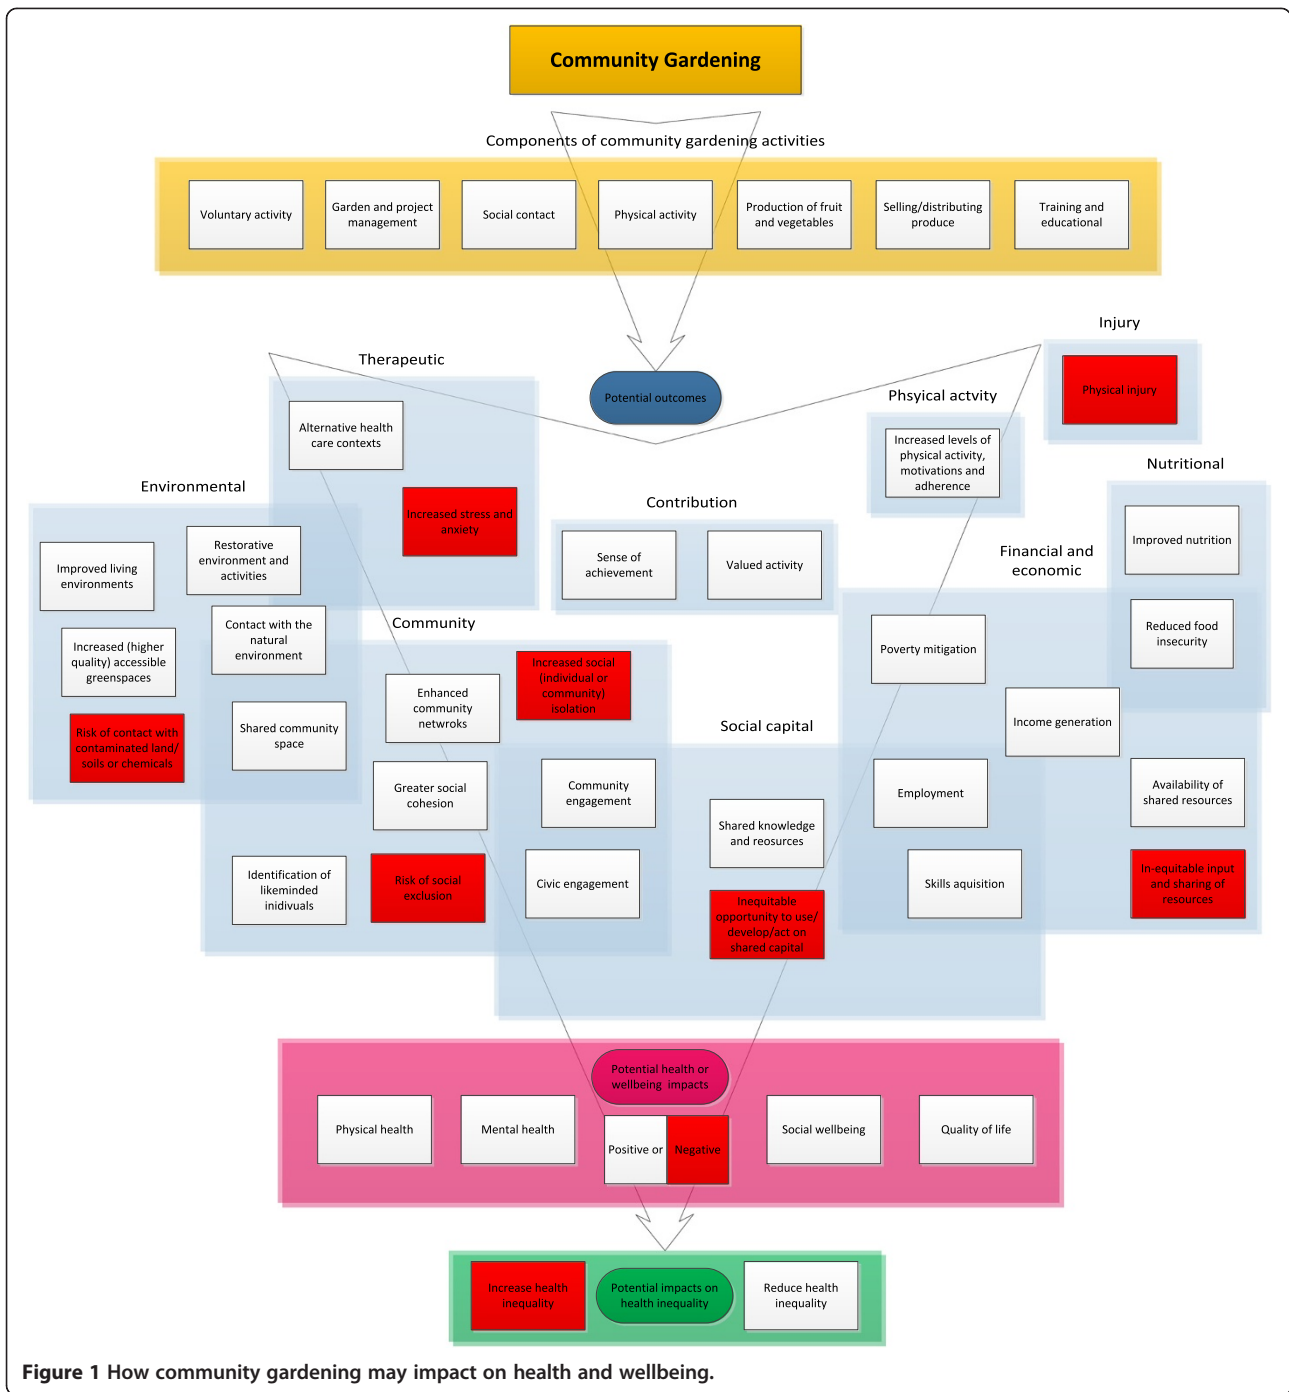 Community Gardening
Components of community gardening activities
Voluntary activity
Garden and project
management
Social contact
Physical activity
Production of fruit
and vegetables
Selling/distributing
produce
Training and
educational
Potential outcomes
Therapeutic
Alternative health
care contexts
Increased stress and
anxiety
Environmental
Improved living
environments
Restorative
environment and
activities
Increased (higher
quality) accessible
greenspaces
Contact with the
natural
environment
Risk of contact with
contaminated land/
soils or chemicals
Shared community
space
Community
Enhanced
community
netwroks
Increased social
(individual or
community)
isolation
Greater social
cohesion
Community
engagement
Identification of
likeminded
inidivuals
Risk of social
exclusion
Civic engagement
Contribution
Sense of
achievement
Valued activity
Social capital
Shared knowledge
and reosurces
Inequitable
opportunity to use/
develop/act on
shared capital
Phsyical actvity
Increased levels of
physical activity,
motivations and
adherence
Injury
Physical injury
Nutritional
Improved nutrition
Reduced food
insecurity
Financial and
economic
Poverty mitigation
Income generation
Employment
Availability of
shared resources
Skills aquisition
In-equitable input
and sharing of
resources
Potential health or
wellbeing impacts
Physical health
Mental health
Positive or
Negative
Social wellbeing
Quality of life
Increase health
inequality
Potential impacts on
health inequality
Reduce health
inequality
Figure 1 How community gardening may impact on health and wellbeing.